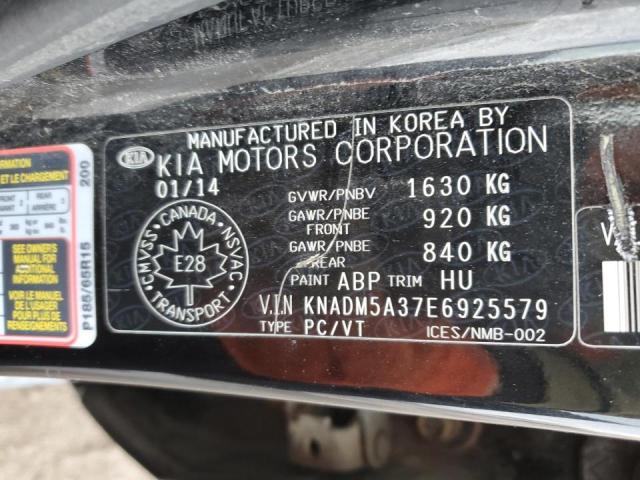 MANUFACTURED IN KOREA BY
KIA KIA MOTORS CORPORATION
01/14
GVWR/PNBV 1630 KG
GAWR/PNBE FRONT 920 KG
GAWR/PNBE REAR 840 KG
PAINT ABP TRIM HU
V.I.N KNADM5A37E6925579
TYPE PC/VT ICES/NMB-002
CANADA
CMVSS NSVAC
E28
TRANSPORT
ET LE CHARGEMENT
SEE OWNER'S
MANUAL FOR
ADDITIONAL
INFORMATION
VOIR LE MANUEL
DE L'USAGER
POUR PLUS DE
RENSEIGNEMENTS
P185/65R15
200